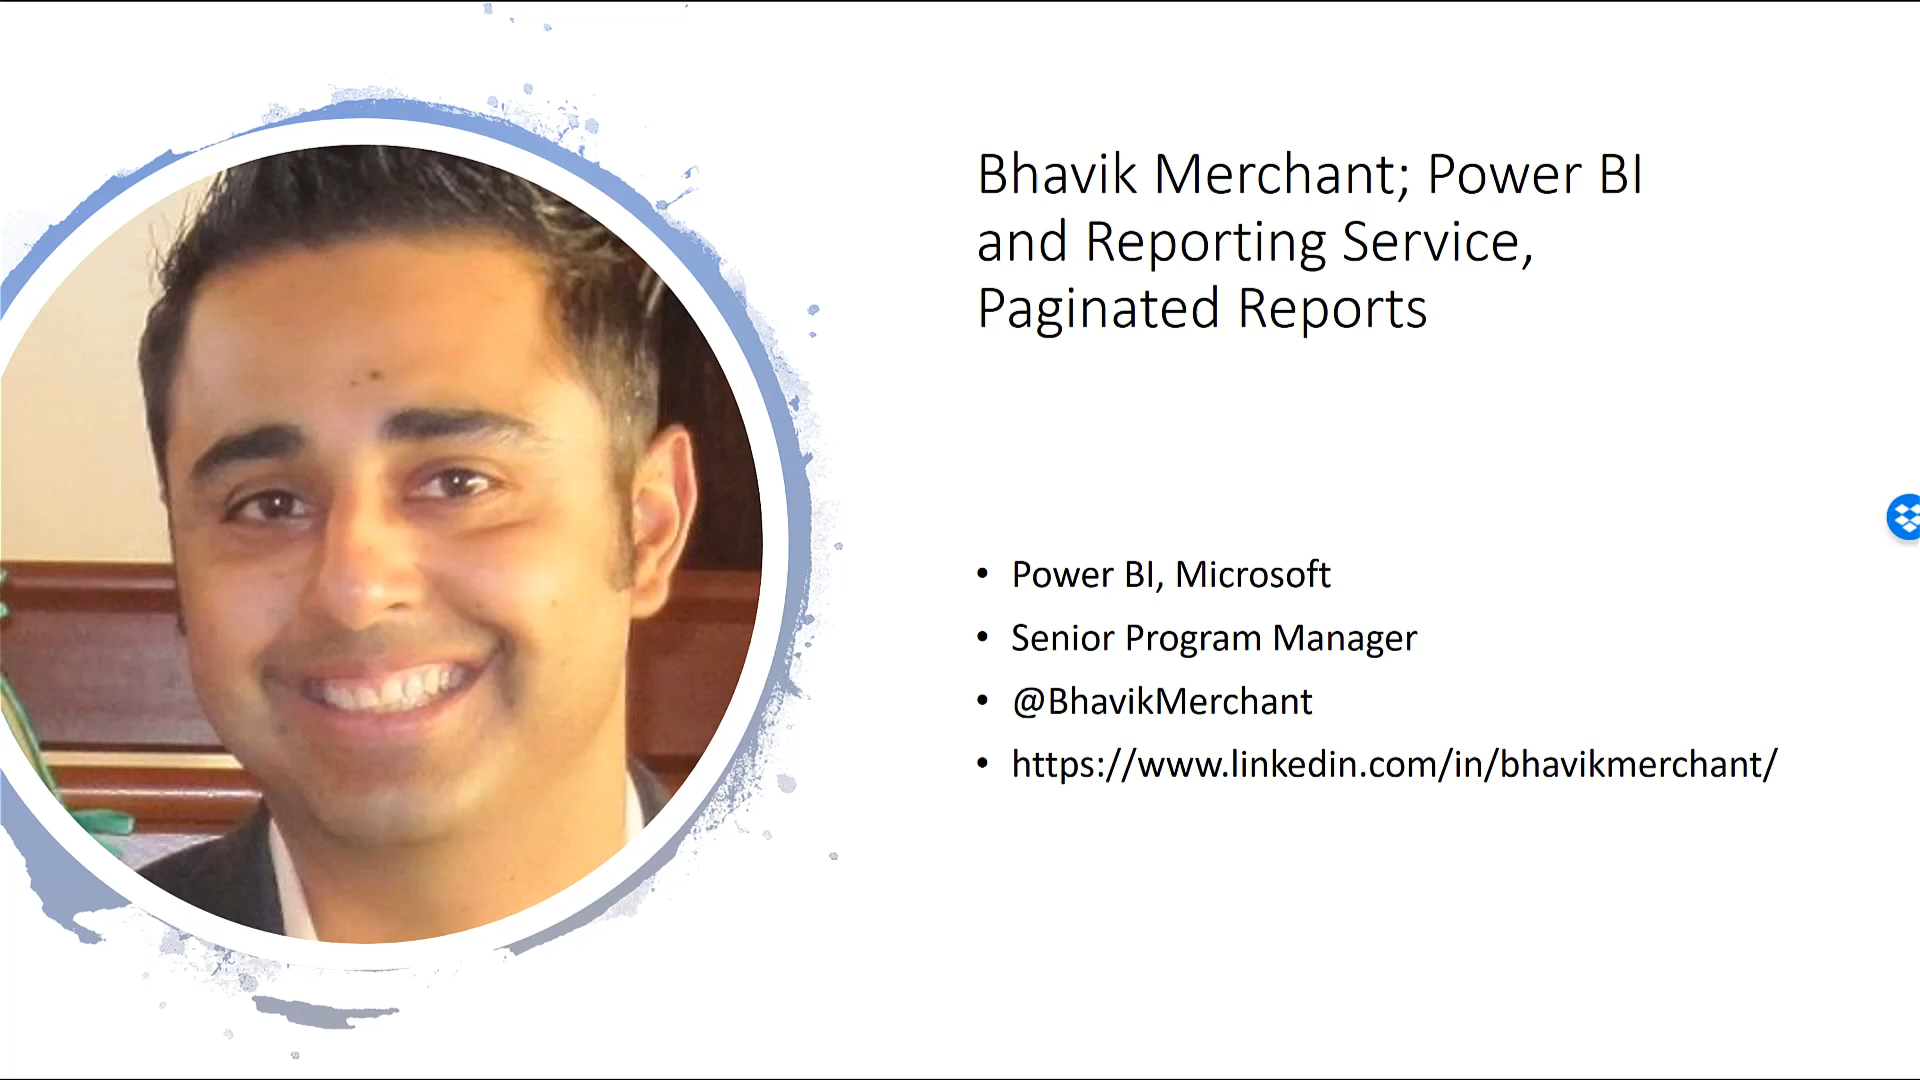 Bhavik Merchant; Power BI
and Reporting Service,
Paginated Reports
• Power BI, Microsoft
• Senior Program Manager
• @BhavikMerchant
• https://www.linkedin.com/in/bhavikmerchant/